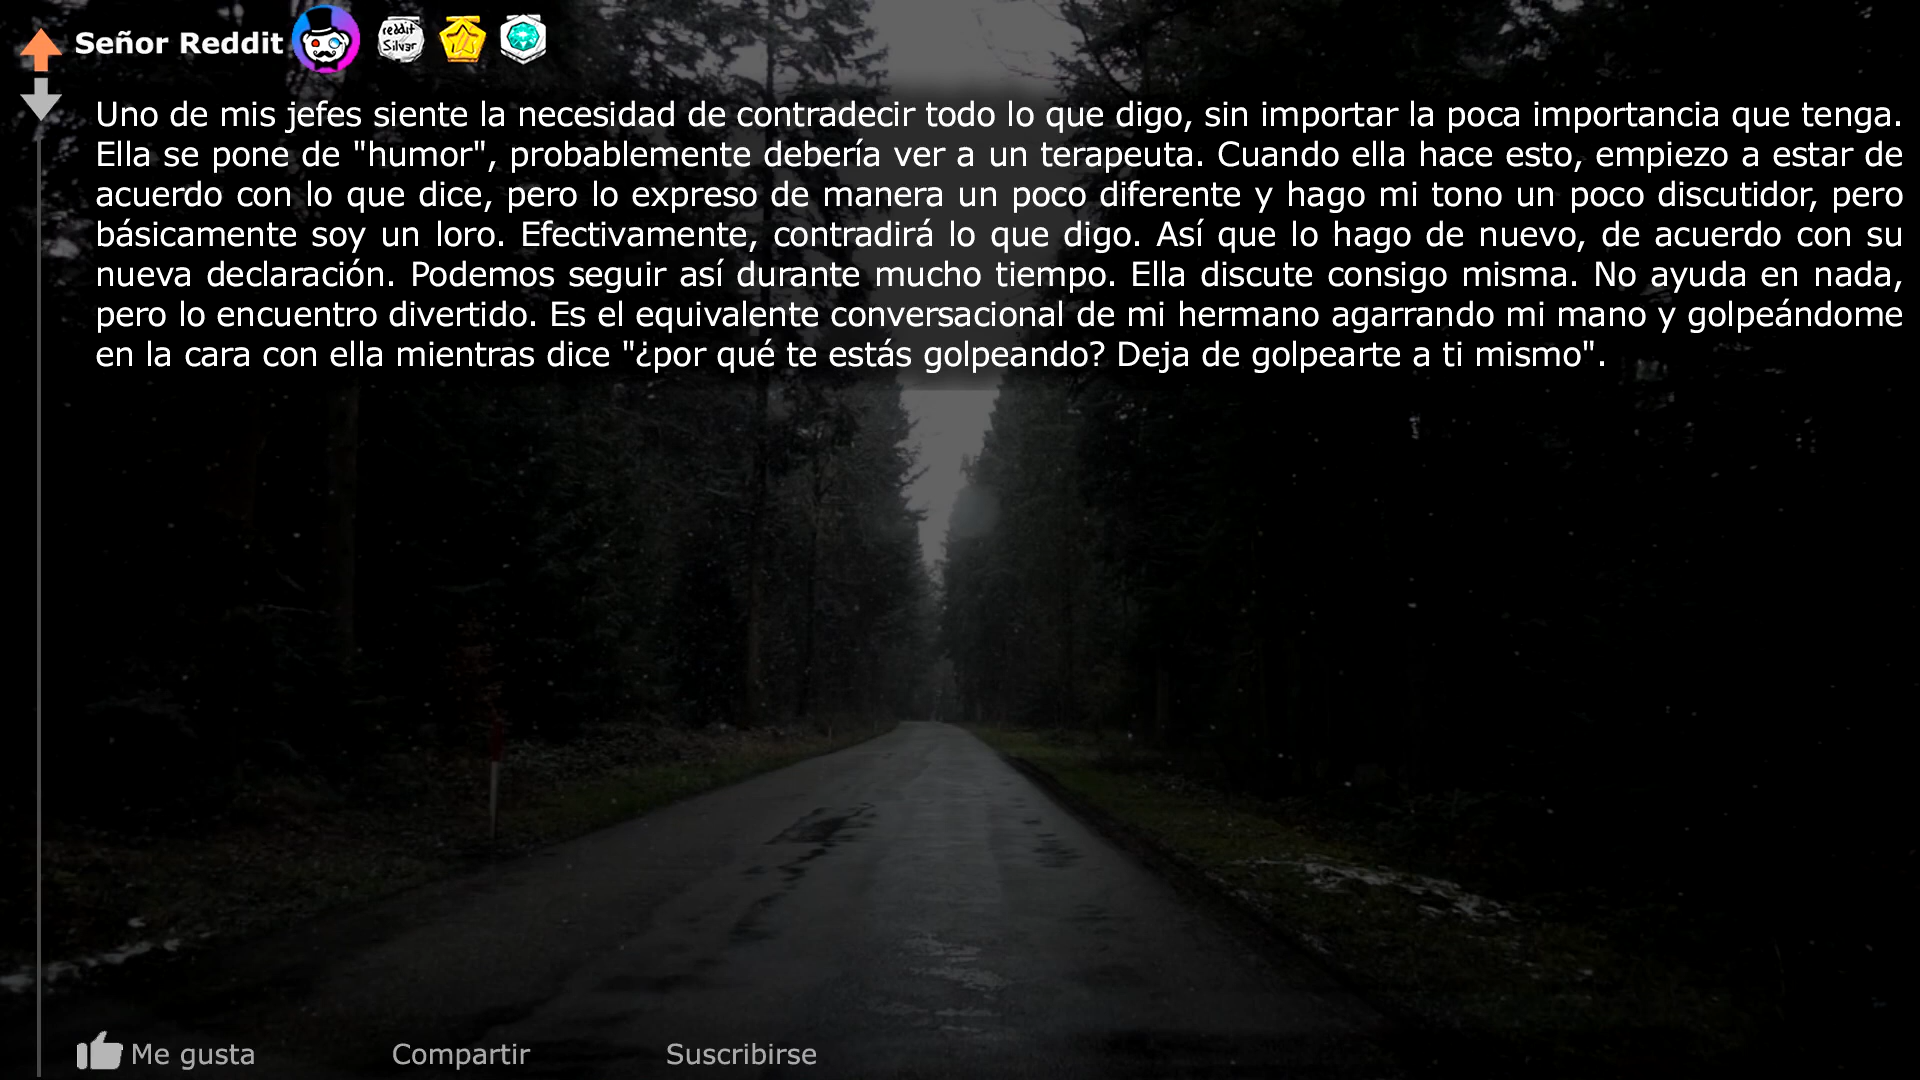 Señor Reddit
reddit
Silver
Uno de mis jefes siente la necesidad de contradecir todo lo que digo, sin importar la poca importancia que tenga.
Ella se pone de "humor", probablemente debería ver a un terapeuta. Cuando ella hace esto, empiezo a estar de
acuerdo con lo que dice, pero lo expreso de manera un poco diferente y hago mi tono un poco discutidor, pero
básicamente soy un loro. Efectivamente, contradirá lo que digo. Así que lo hago de nuevo, de acuerdo con su
nueva declaración. Podemos seguir así durante mucho tiempo. Ella discute consigo misma. No ayuda en nada,
pero lo encuentro divertido. Es el equivalente conversacional de mi hermano agarrando mi mano y golpeándome
en la cara con ella mientras dice "¿por qué te estás golpeando? Deja de golpearte a ti mismo".
Me gusta Compartir Suscribirse